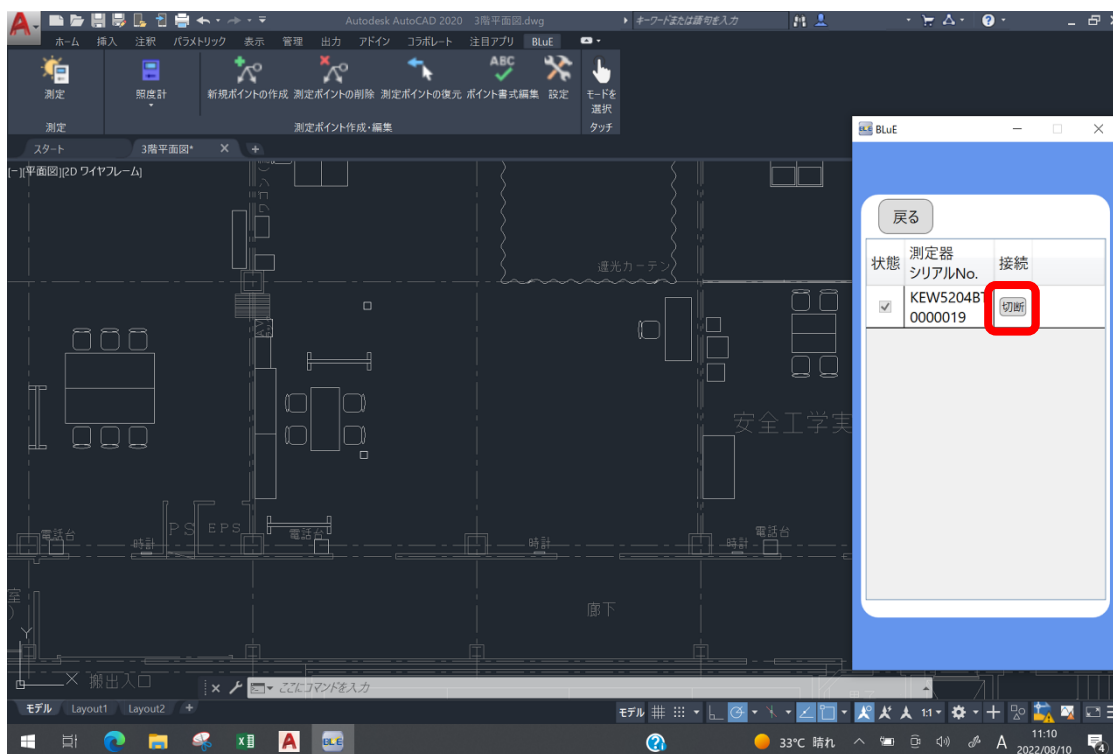 Autodesk AutoCAD 2020 3階平面図.dwg
キーワードまたは語句を入力
ホーム 挿入 注釈 パラメトリック 表示 管理 出力 アドイン コラボレート 注目アプリ BLuE
ABC
測定 照度計 新規ポイントの作成 測定ポイントの削除 測定ポイントの復元 ポイント書式編集 設定 モードを
選択
測定 測定ポイント作成・編集 タッチ
スタート 3階平面図*
[−][平面図][2D ワイヤフレーム]
遮光カーテン
安全工学実
PS EPS
電話台
時計
電話台
時計
時計
電話台
廊下
室
Y
X
搬出入口
ここにコマンドを入力
モデル Layout1 Layout2 +
モデル
1:1
BLE BLuE
戻る
状態 測定器
シリアルNo. 接続
KEW5204BT
0000019
切断
BLE
33℃ 晴れ
A
11:10
2022/08/10